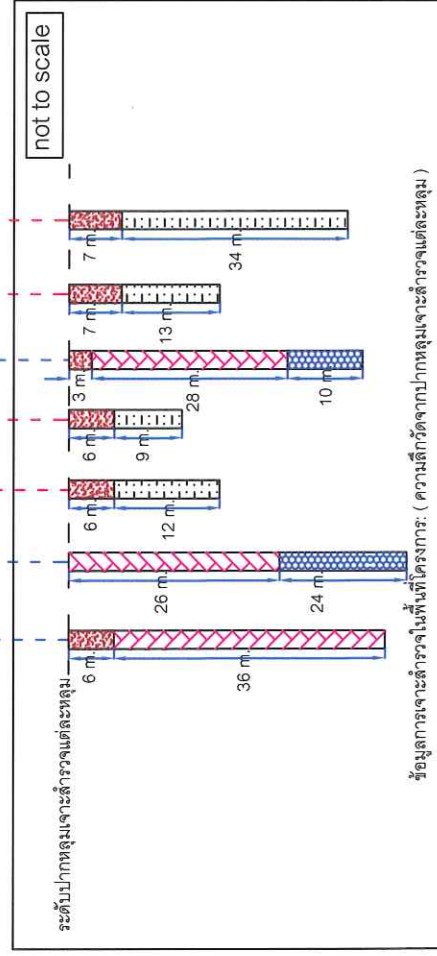 not to scale
ระดับปากหลุมเจาะสำรวจแต่ละหลุม
6 m.
36 m.
26 m.
24 m.
6 m.
12 m.
6 m.
9 m.
3 m
28 m.
10 m.
7 m.
13 m.
7 m.
34 m.
ข้อมูลการเจาะสำรวจในพื้นที่โครงการ: ( ความลึกวัดจากปากหลุมเจาะสำรวจแต่ละหลุม )